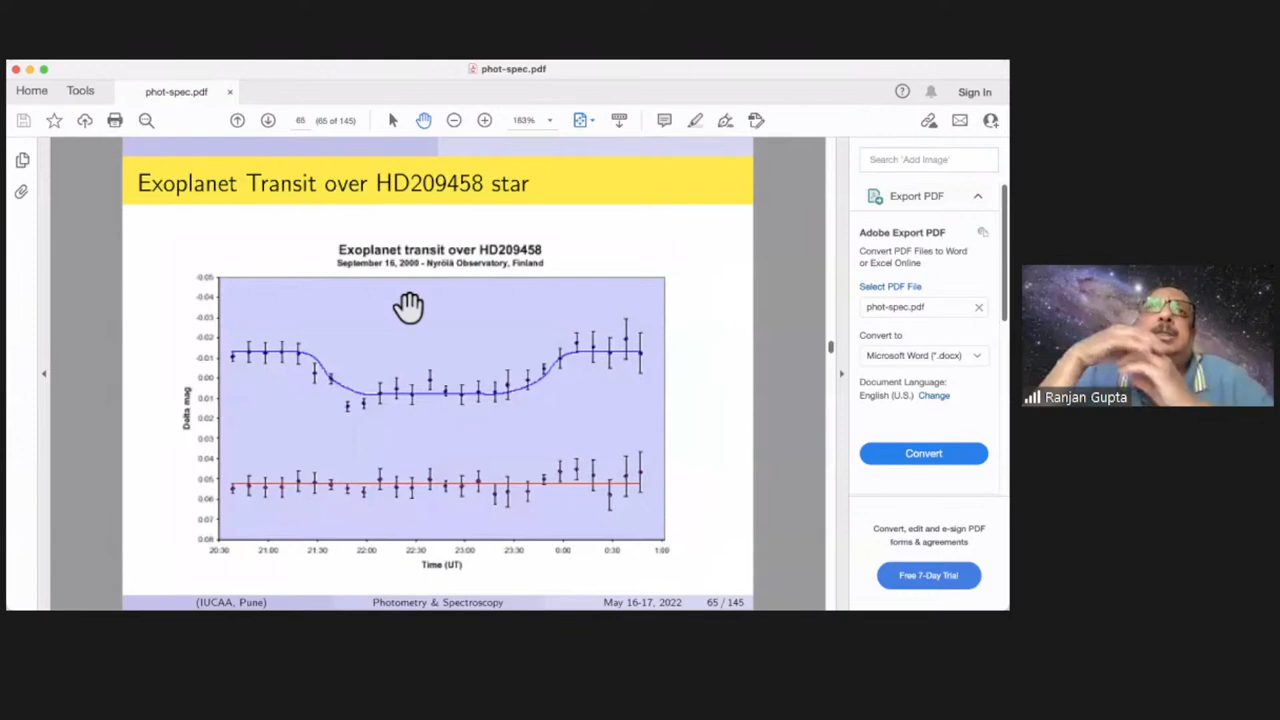 phot-spec.pdf
Home Tools phot-spec.pdf × Sign In
65 (65 of 145) 163%
Exoplanet Transit over HD209458 star
Exoplanet transit over HD209458
September 16, 2000 - Nyrölä Observatory, Finland
-0.05
-0.04
-0.03
-0.02
-0.01
0.00
0.01
0.02
0.03
0.04
0.05
0.06
0.07
0.08
Delta mag
20:30 21:00 21:30 22:00 22:30 23:00 23:30 0:00 0:30 1:00
Time (UT)
(IUCAA, Pune) Photometry & Spectroscopy May 16-17, 2022 65 / 145
Search 'Add Image'
Export PDF
Adobe Export PDF
Convert PDF Files to Word
or Excel Online
Select PDF File
phot-spec.pdf
Convert to
Microsoft Word (*.docx)
Document Language:
English (U.S.) Change
Convert
Convert, edit and e-sign PDF
forms & agreements
Free 7-Day Trial
Ranjan Gupta